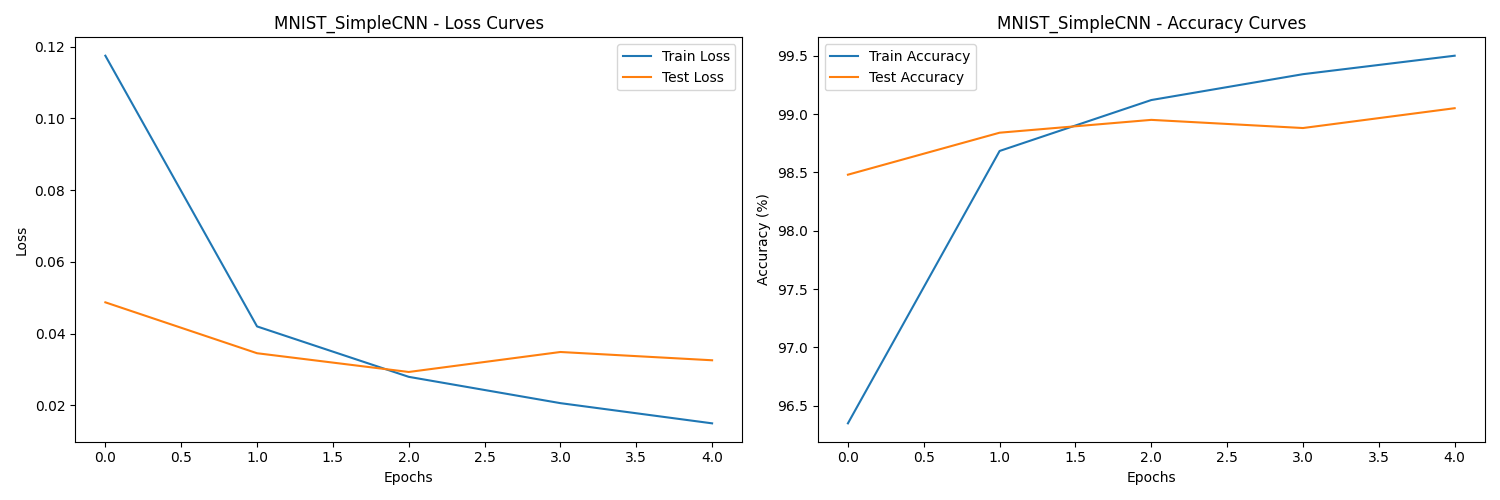 MNIST_SimpleCNN - Loss Curves
0.12
0.10
0.08
0.06
0.04
0.02
Loss
Train Loss
Test Loss
0.0 0.5 1.0 1.5 2.0 2.5 3.0 3.5 4.0
Epochs
MNIST_SimpleCNN - Accuracy Curves
99.5
99.0
98.5
98.0
97.5
97.0
96.5
Accuracy (%)
Train Accuracy
Test Accuracy
0.0 0.5 1.0 1.5 2.0 2.5 3.0 3.5 4.0
Epochs